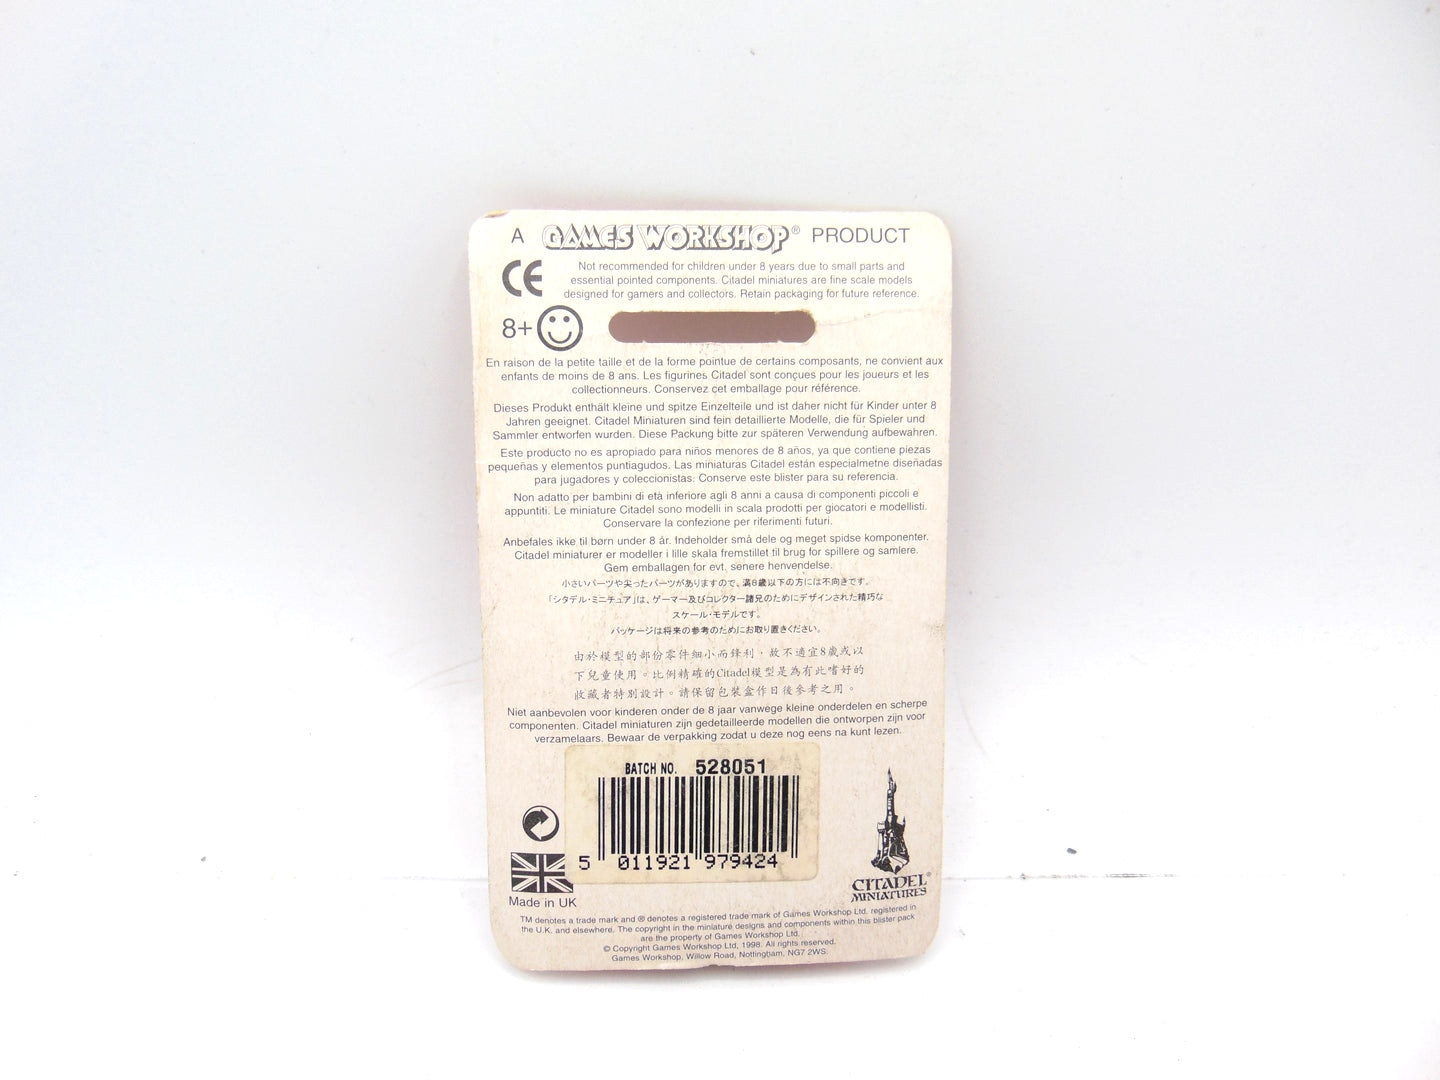 A GAMES WORKSHOP® PRODUCT
CE
Not recommended for children under 8 years due to small parts and
essential pointed components. Citadel miniatures are fine scale models
designed for gamers and collectors. Retain packaging for future reference.
8+
En raison de la petite taille et de la forme pointue de certains composants, ne convient aux
enfants de moins de 8 ans. Les figurines Citadel sont conçues pour les joueurs et les
collectionneurs. Conservez cet emballage pour référence.
Dieses Produkt enthält kleine und spitze Einzelteile und ist daher nicht für Kinder unter 8
Jahren geeignet. Citadel Miniaturen sind fein detaillierte Modelle, die für Spieler und
Sammler entworfen wurden. Diese Packung bitte zur späteren Verwendung aufbewahren.
Este producto no es apropiado para niños menores de 8 años, ya que contiene piezas
pequeñas y elementos puntiagudos. Las miniaturas Citadel están especialmetne diseñadas
para jugadores y coleccionistas. Conserve este blister para su referencia.
Non adatto per bambini di età inferiore agli 8 anni a causa di componenti piccoli e
appuntiti. Le miniature Citadel sono modelli in scala prodotti per giocatori e modellisti.
Conservare la confezione per riferimenti futuri.
Anbefales ikke til børn under 8 år. Indeholder små dele og meget spidse komponenter.
Citadel miniaturer er modeller i lille skala fremstillet til brug for spillere og samlere.
Gem emballagen for evt. senere henvendelse.
小さいパーツや尖ったパーツがありますので、満8歳以下の方には不向きです。
「シタデル・ミニチュア」は、ゲーマー及びコレクター諸兄のためにデザインされた精巧な
スケール・モデルです。
パッケージは将来の参考のためにお取り置きください。
由於模型的部份零件細小而鋒利，故不適宜8歲或以
下兒童使用。比例精確的Citadel模型是為有此嗜好的
收藏者特別設計。請保留包裝盒作日後參考之用。
Niet aanbevolen voor kinderen onder de 8 jaar vanwege kleine onderdelen en scherpe
componenten. Citadel miniaturen zijn gedetailleerde modellen die ontworpen zijn voor
verzamelaars. Bewaar de verpakking zodat u deze nog eens na kunt lezen.
BATCH NO. 528051
5 011921 979424
CITADEL®
MINIATURES
Made in UK
TM denotes a trade mark and ® denotes a registered trade mark of Games Workshop Ltd. registered in
the U.K. and elsewhere. The copyright in the miniature designs and components within this blister pack
are the property of Games Workshop Ltd.
© Copyright Games Workshop Ltd, 1998. All rights reserved.
Games Workshop, Willow Road, Nottingham, NG7 2WS.